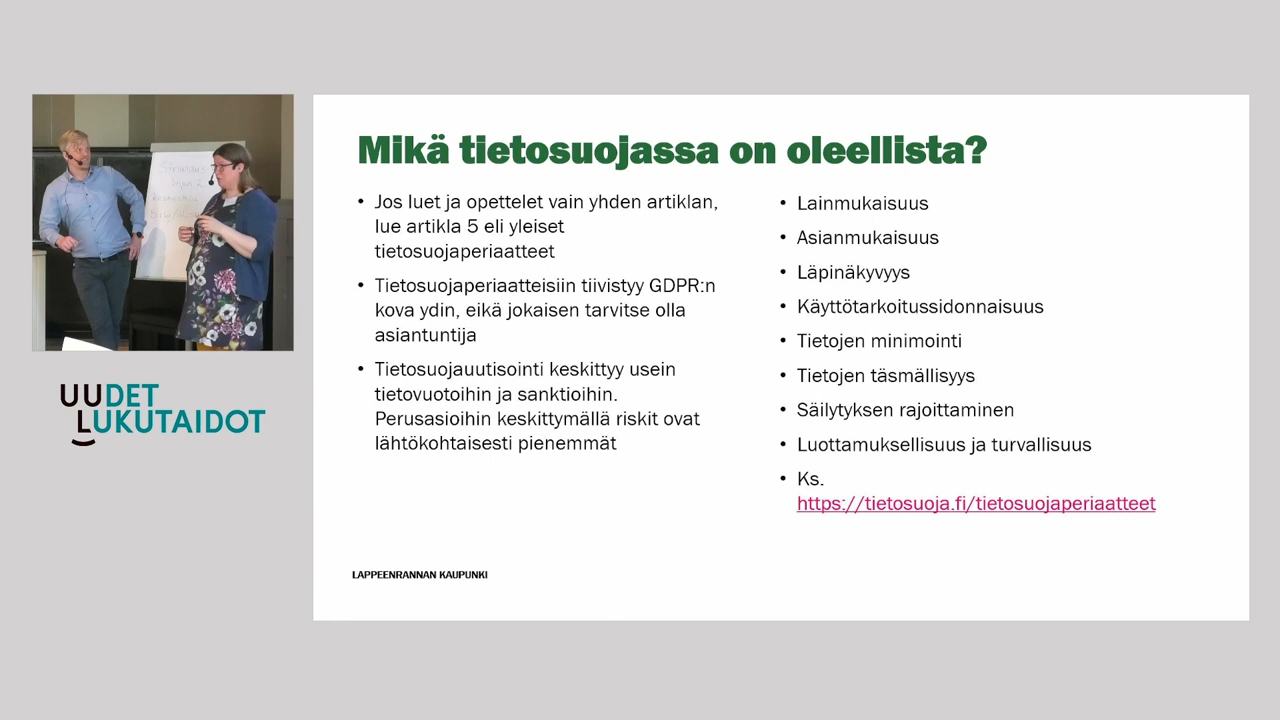 Mikä tietosuojassa on oleellista?
• Jos luet ja opettelet vain yhden artiklan,
lue artikla 5 eli yleiset
tietosuojaperiaatteet
• Tietosuojaperiaatteisiin tiivistyy GDPR:n
kova ydin, eikä jokaisen tarvitse olla
asiantuntija
• Tietosuojauutisointi keskittyy usein
tietovuotoihin ja sanktioihin.
Perusasioihin keskittymällä riskit ovat
lähtökohtaisesti pienemmät
• Lainmukaisuus
• Asianmukaisuus
• Läpinäkyvyys
• Käyttötarkoitussidonnaisuus
• Tietojen minimointi
• Tietojen täsmällisyys
• Säilytyksen rajoittaminen
• Luottamuksellisuus ja turvallisuus
• Ks.
https://tietosuoja.fi/tietosuojaperiaatteet
LAPPEENRANNAN KAUPUNKI
UUDET
LUKUTAIDOT